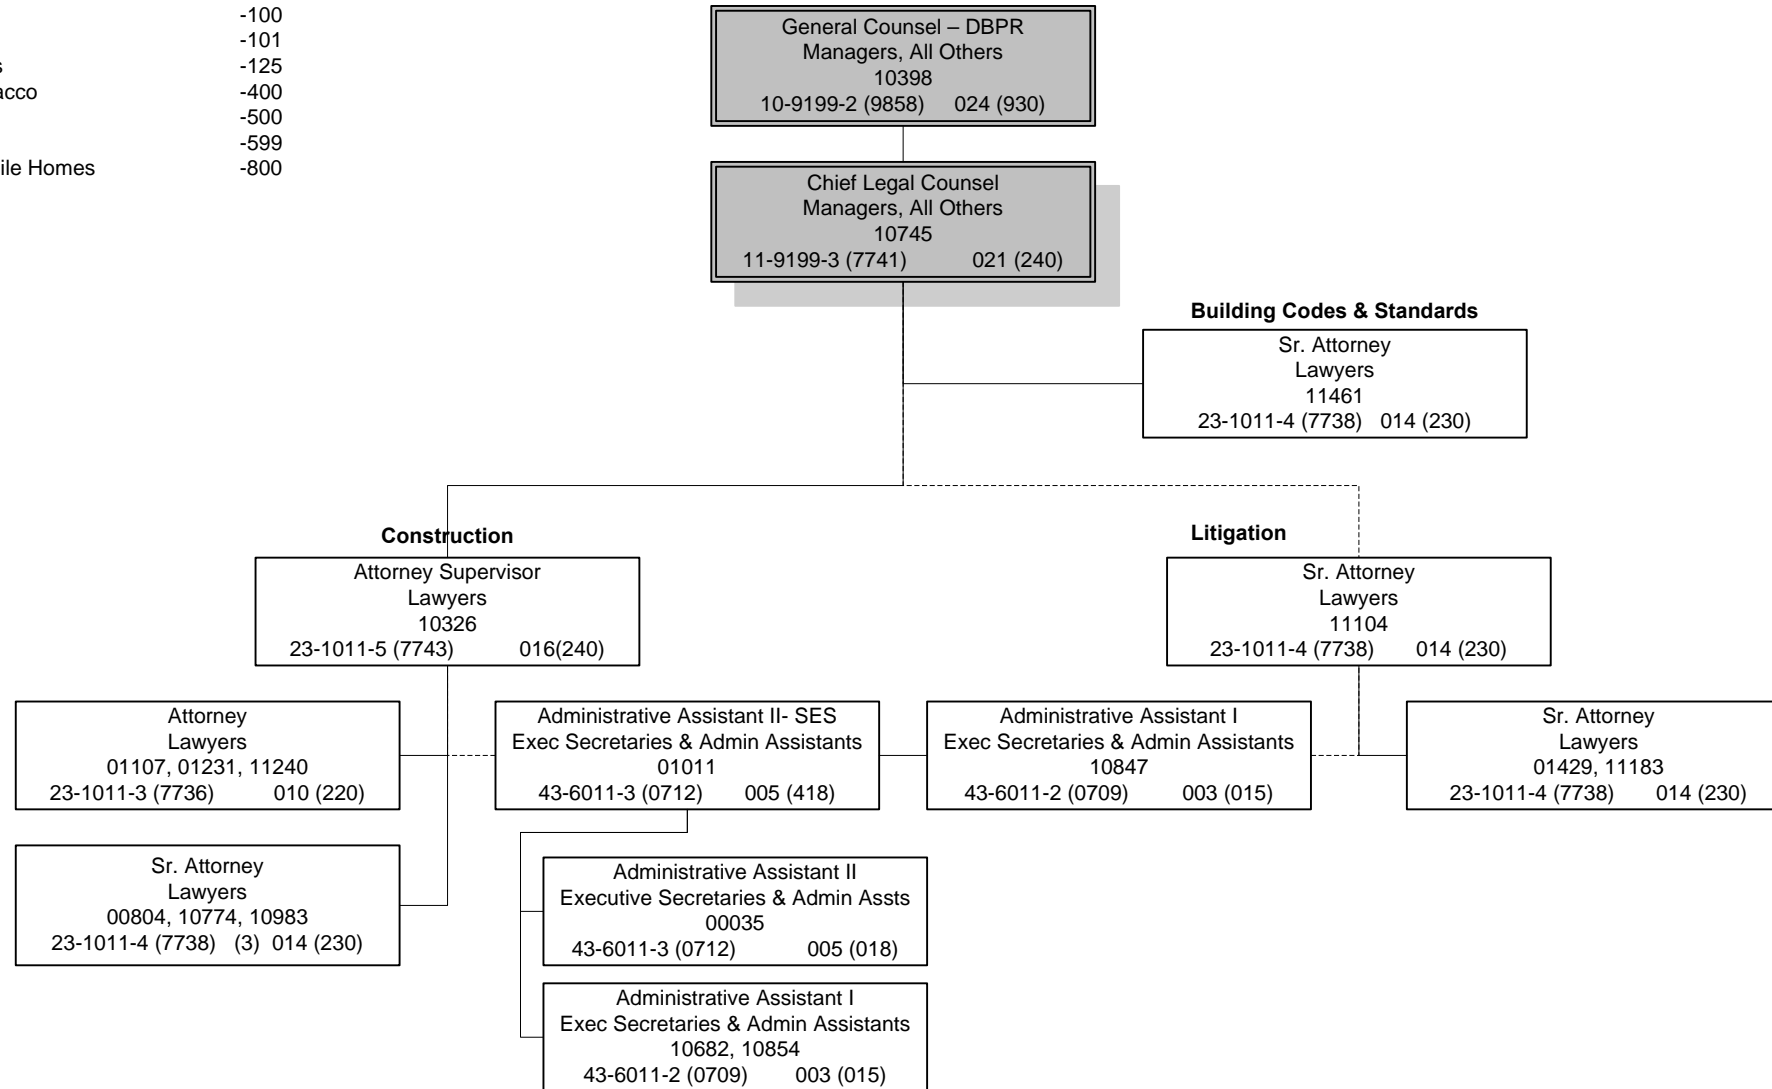 -100
-101
s -125
acco -400
-500
-599
ile Homes -800
General Counsel – DBPR
Managers, All Others
10398
10-9199-2 (9858) 024 (930)
Chief Legal Counsel
Managers, All Others
10745
11-9199-3 (7741) 021 (240)
Building Codes & Standards
Sr. Attorney
Lawyers
11461
23-1011-4 (7738) 014 (230)
Construction
Attorney Supervisor
Lawyers
10326
23-1011-5 (7743) 016(240)
Litigation
Sr. Attorney
Lawyers
11104
23-1011-4 (7738) 014 (230)
Attorney
Lawyers
01107, 01231, 11240
23-1011-3 (7736) 010 (220)
Administrative Assistant II- SES
Exec Secretaries & Admin Assistants
01011
43-6011-3 (0712) 005 (418)
Administrative Assistant I
Exec Secretaries & Admin Assistants
10847
43-6011-2 (0709) 003 (015)
Sr. Attorney
Lawyers
01429, 11183
23-1011-4 (7738) 014 (230)
Sr. Attorney
Lawyers
00804, 10774, 10983
23-1011-4 (7738) (3) 014 (230)
Administrative Assistant II
Executive Secretaries & Admin Assts
00035
43-6011-3 (0712) 005 (018)
Administrative Assistant I
Exec Secretaries & Admin Assistants
10682, 10854
43-6011-2 (0709) 003 (015)